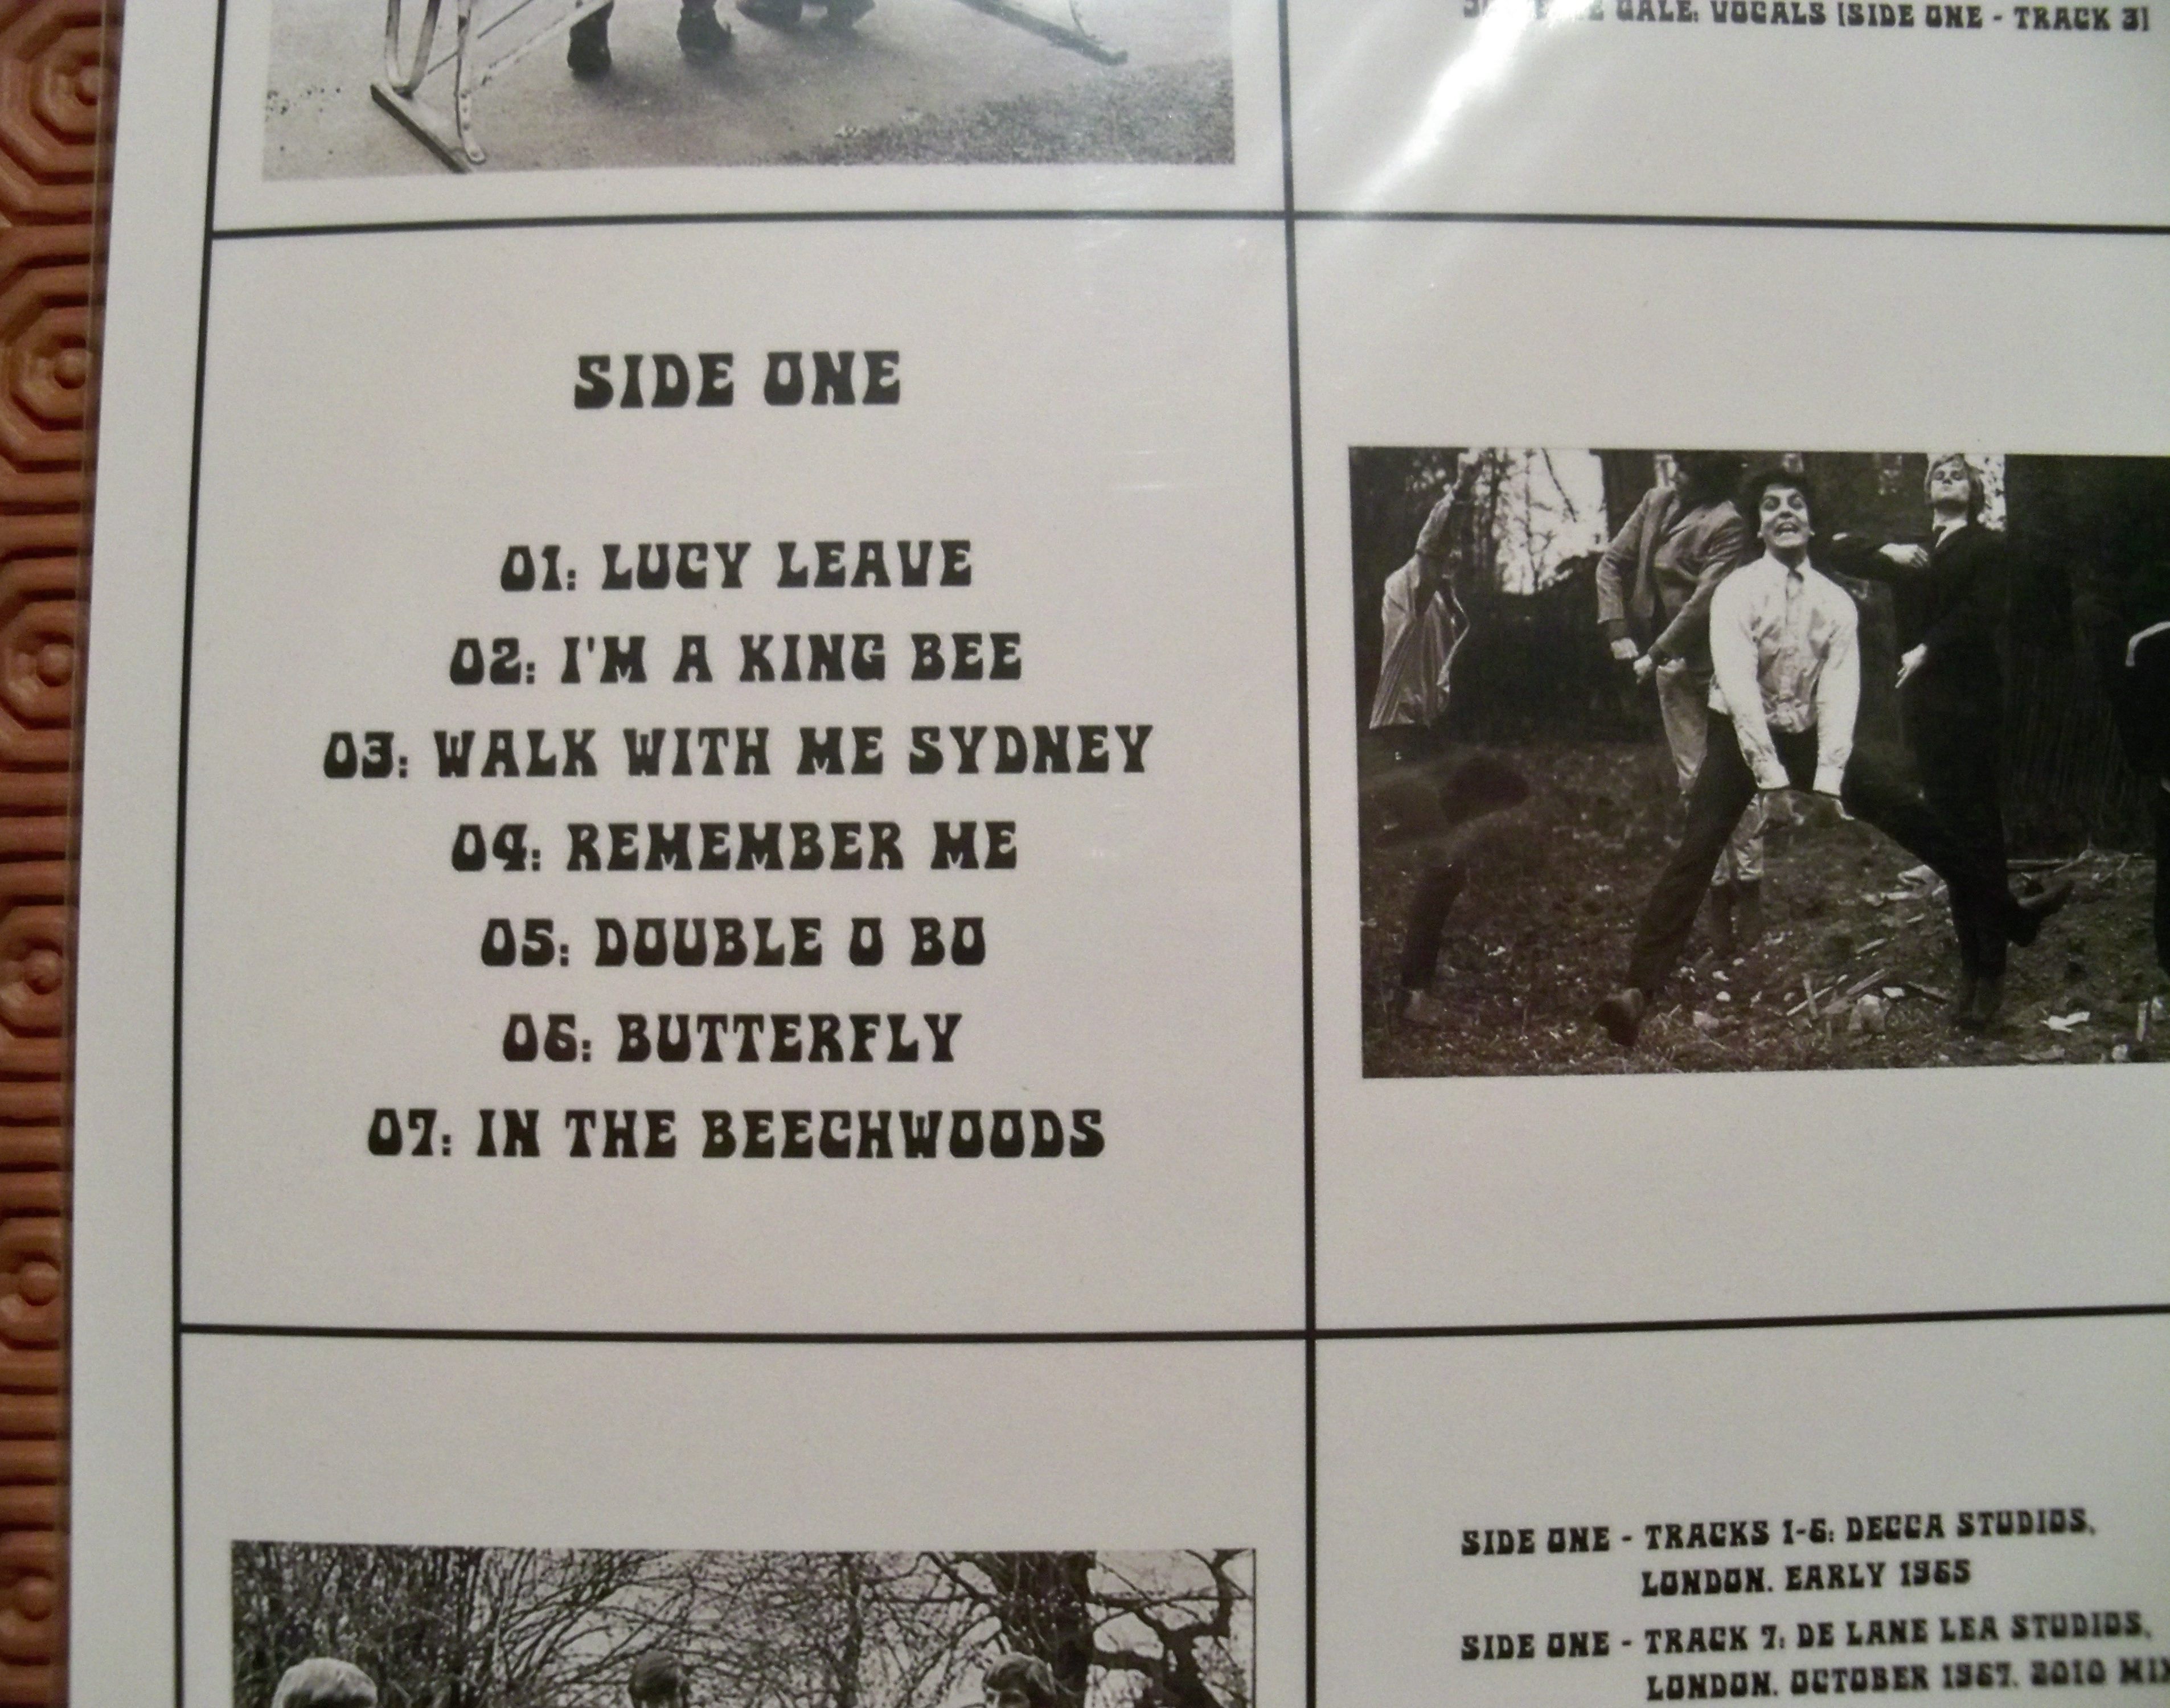 GALE: VOCALS [SIDE ONE - TRACK 3]
SIDE ONE
01: LUCY LEAVE
02: I'M A KING BEE
03: WALK WITH ME SYDNEY
04: REMEMBER ME
05: DOUBLE O BO
06: BUTTERFLY
07: IN THE BEECHWOODS
SIDE ONE - TRACKS 1-6: DECCA STUDIOS,
LONDON. EARLY 1965
SIDE ONE - TRACK 7: DE LANE LEA STUDIOS,
LONDON. OCTOBER 1967. 2010 MIX